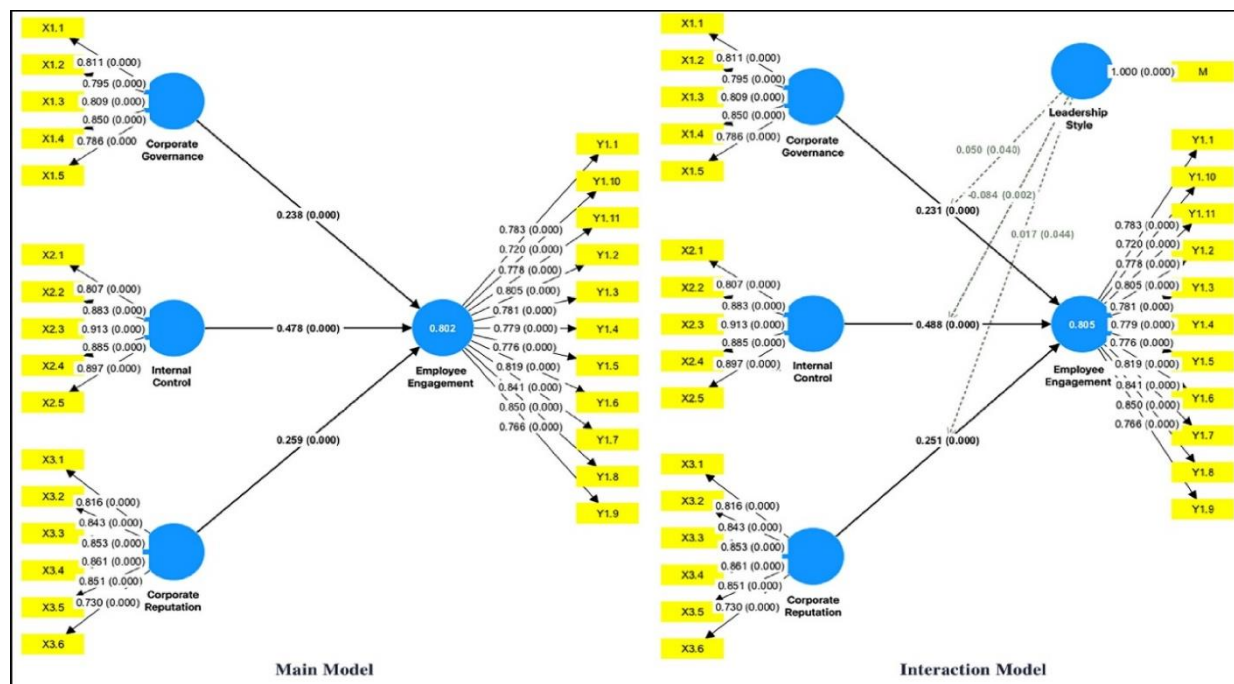 X1.1
0.811 (0.000)
X1.2
0.795 (0.000)
X1.3
0.809 (0.000)
0.850 (0.000)
X1.4
0.786 (0.000
X1.5
Corporate
Governance
0.238 (0.000)
X2.1
0.807 (0.000)
X2.2
0.883 (0.000)
X2.3
0.913 (0.000)
0.885 (0.000)
X2.4
0.897 (0.000)
X2.5
Internal
Control
0.478 (0.000)
X3.1
0.816 (0.000)
X3.2
0.843 (0.000)
X3.3
0.853 (0.000)
0.861 (0.000)
X3.4
0.851 (0.000)
X3.5
0.730 (0.000)
X3.6
Corporate
Reputation
0.259 (0.000)
0.802
Employee
Engagement
0.783 (0.000)
0.720 (0.000)
0.778 (0.000)
0.805 (0.000)
0.781 (0.000)
0.779 (0.000)
0.776 (0.000)
0.819 (0.000)
0.841 (0.000)
0.850 (0.000)
0.766 (0.000)
Y1.1
Y1.10
Y1.11
Y1.2
Y1.3
Y1.4
Y1.5
Y1.6
Y1.7
Y1.8
Y1.9
Main Model
X1.1
0.811 (0.000)
X1.2
0.795 (0.000)
X1.3
0.809 (0.000)
0.850 (0.000)
X1.4
0.786 (0.000)
X1.5
Corporate
Governance
0.231 (0.000)
1.000 (0.000)
M
Leadership
Style
0.050 (0.040)
-0.084 (0.002)
0.017 (0.044)
X2.1
0.807 (0.000)
X2.2
0.883 (0.000)
X2.3
0.913 (0.000)
0.885 (0.000)
X2.4
0.897 (0.000)
X2.5
Internal
Control
0.488 (0.000)
X3.1
0.816 (0.000)
X3.2
0.843 (0.000)
X3.3
0.853 (0.000)
0.861 (0.000)
X3.4
0.851 (0.000)
X3.5
0.730 (0.000)
X3.6
Corporate
Reputation
0.251 (0.000)
0.805
Employee
Engagement
0.783 (0.000)
0.720 (0.000)
0.778 (0.000)
0.805 (0.000)
0.781 (0.000)
0.779 (0.000)
0.776 (0.000)
0.819 (0.000)
0.841 (0.000)
0.850 (0.000)
0.766 (0.000)
Y1.1
Y1.10
Y1.11
Y1.2
Y1.3
Y1.4
Y1.5
Y1.6
Y1.7
Y1.8
Y1.9
Interaction Model